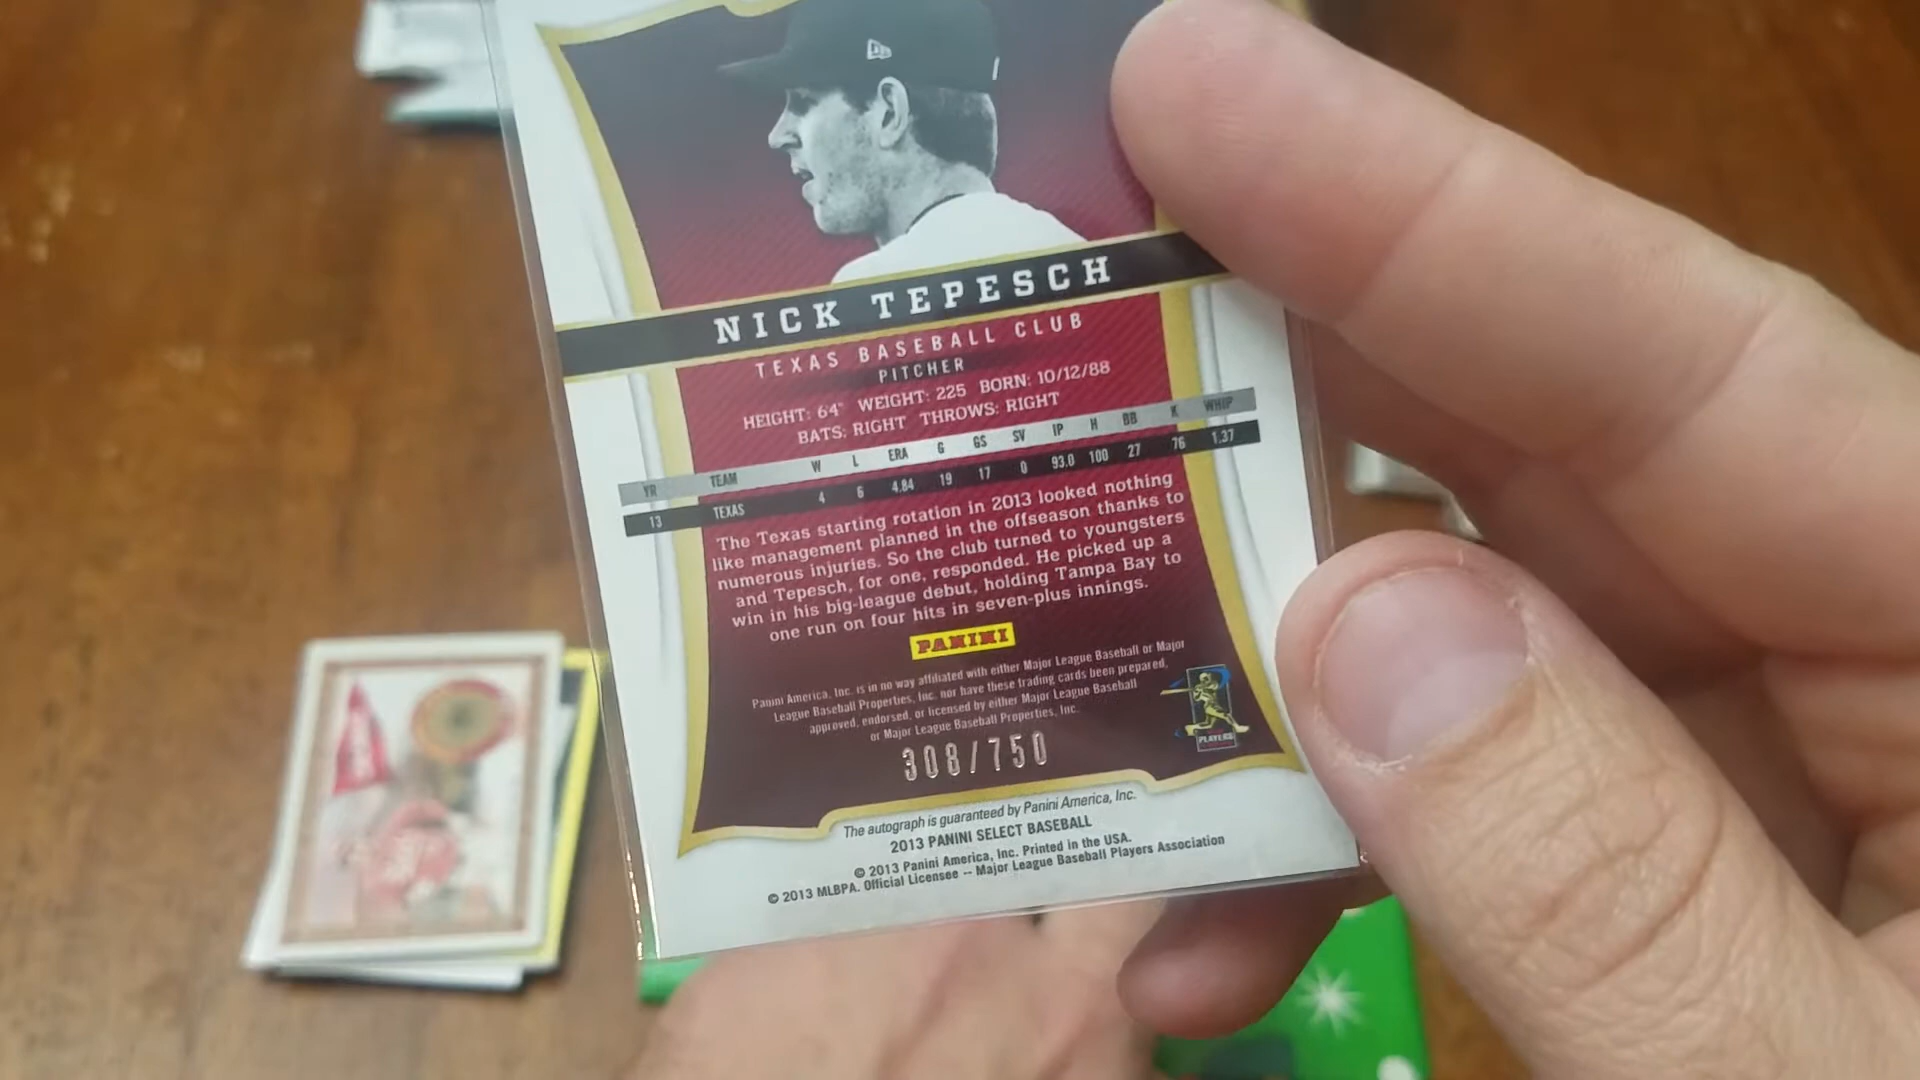 NICK TEPESCH
TEXAS BASEBALL CLUB
PITCHER
HEIGHT: 64" WEIGHT: 225 BORN: 10/12/88
BATS: RIGHT THROWS: RIGHT
YR TEAM W L ERA G GS SV IP H BB K WHIP
13 TEXAS 4 6 4.84 19 17 0 93.0 100 27 76 1.37
The Texas starting rotation in 2013 looked nothing
like management planned in the offseason thanks to
numerous injuries. So the club turned to youngsters
and Tepesch, for one, responded. He picked up a
win in his big-league debut, holding Tampa Bay to
one run on four hits in seven-plus innings.
PANINI
Panini America, Inc. is in no way affiliated with either Major League Baseball or Major
League Baseball Properties, Inc. nor have these trading cards been prepared,
approved, endorsed, or licensed by either Major League Baseball
or Major League Baseball Properties, Inc.
PLAYERS
308/750
The autograph is guaranteed by Panini America, Inc.
2013 PANINI SELECT BASEBALL
© 2013 Panini America, Inc. Printed in the USA.
© 2013 MLBPA. Official Licensee -- Major League Baseball Players Association